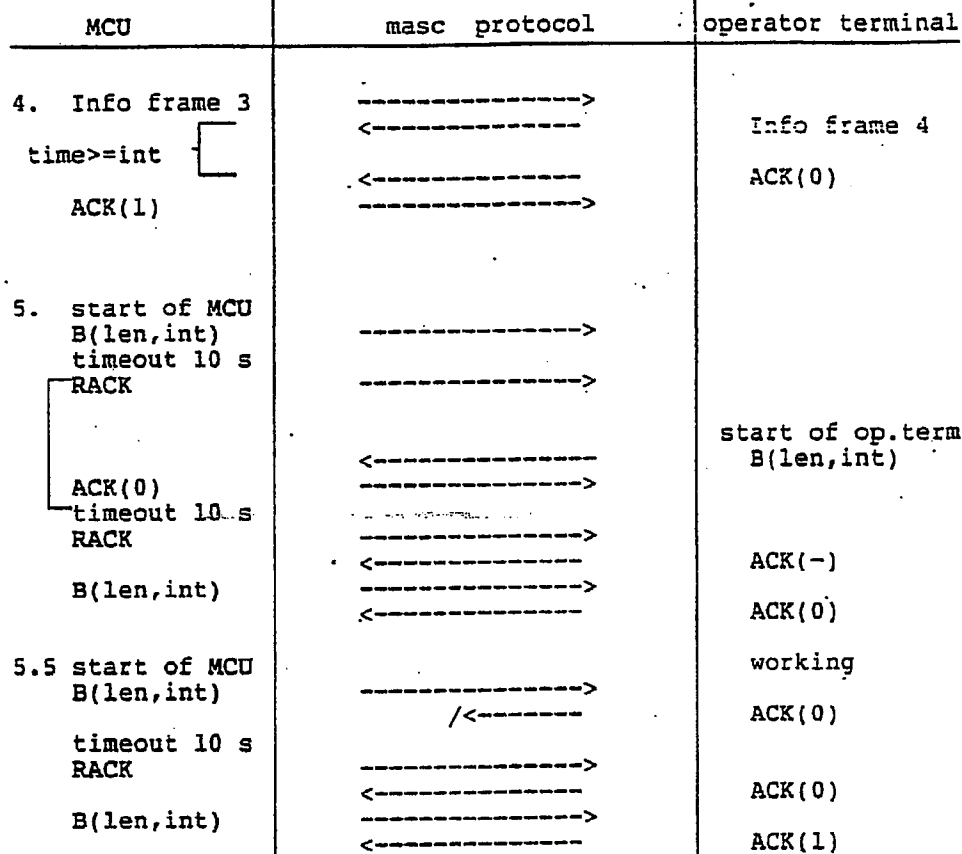 MCU masc protocol operator terminal
4. Info frame 3 -------------->
<-------------- Info frame 4
time>=int
<-------------- ACK(0)
ACK(1) -------------->
5. start of MCU
B(len,int) -------------->
timeout 10 s
RACK -------------->
start of op.term
<-------------- B(len,int)
ACK(0) -------------->
timeout 10 s
RACK -------------->
<-------------- ACK(-)
B(len,int) -------------->
<-------------- ACK(0)
5.5 start of MCU working
B(len,int) -------------->
/<------- ACK(0)
timeout 10 s
RACK -------------->
<-------------- ACK(0)
B(len,int) -------------->
<-------------- ACK(1)